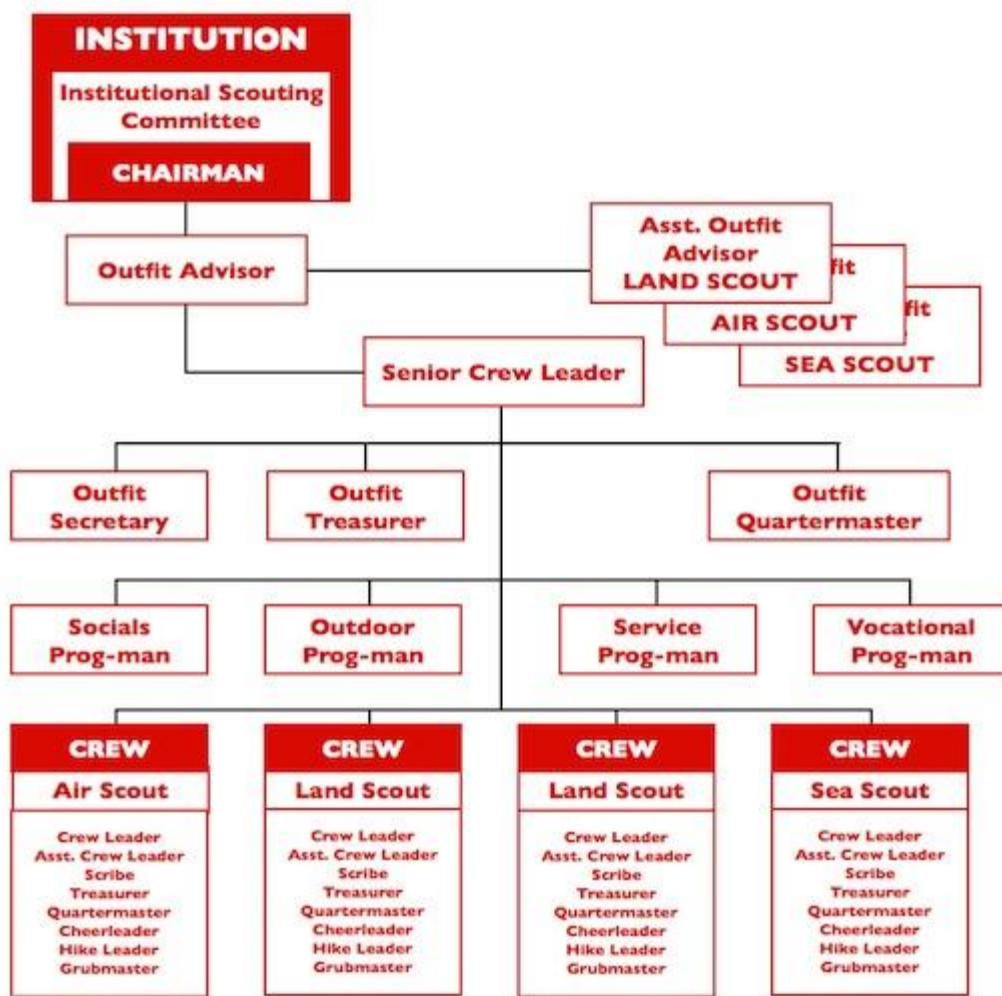 INSTITUTION
Institutional Scouting
Committee
CHAIRMAN
Outfit Advisor
Asst. Outfit
Advisor
LAND SCOUT
AIR SCOUT
SEA SCOUT
Senior Crew Leader
Outfit
Secretary
Outfit
Treasurer
Outfit
Quartermaster
Socials
Prog-man
Outdoor
Prog-man
Service
Prog-man
Vocational
Prog-man
CREW
Air Scout
Crew Leader
Asst. Crew Leader
Scribe
Treasurer
Quartermaster
Cheerleader
Hike Leader
Grubmaster
CREW
Land Scout
Crew Leader
Asst. Crew Leader
Scribe
Treasurer
Quartermaster
Cheerleader
Hike Leader
Grubmaster
CREW
Land Scout
Crew Leader
Asst. Crew Leader
Scribe
Treasurer
Quartermaster
Cheerleader
Hike Leader
Grubmaster
CREW
Sea Scout
Crew Leader
Asst. Crew Leader
Scribe
Treasurer
Quartermaster
Cheerleader
Hike Leader
Grubmaster